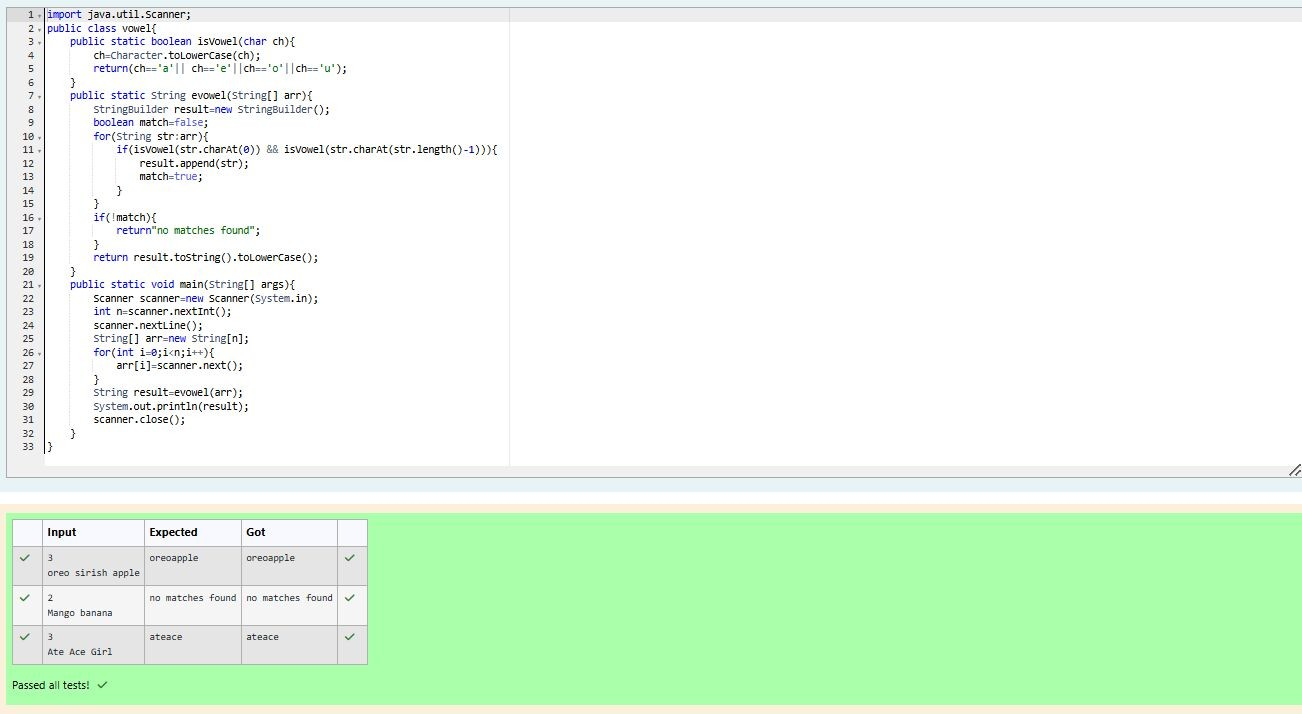 1 import java.util.Scanner;
2 public class vowel{
3 public static boolean isVowel(char ch){
4 ch=Character.toLowerCase(ch);
5 return(ch=='a'|| ch=='e'||ch=='o'||ch=='u');
6 }
7 public static String evowel(String[] arr){
8 StringBuilder result=new StringBuilder();
9 boolean match=false;
10 for(String str:arr){
11 if(isVowel(str.charAt(0)) && isVowel(str.charAt(str.length()-1))){
12 result.append(str);
13 match=true;
14 }
15 }
16 if(!match){
17 return"no matches found";
18 }
19 return result.toString().toLowerCase();
20 }
21 public static void main(String[] args){
22 Scanner scanner=new Scanner(System.in);
23 int n=scanner.nextInt();
24 scanner.nextLine();
25 String[] arr=new String[n];
26 for(int i=0;i<n;i++){
27 arr[i]=scanner.next();
28 }
29 String result=evowel(arr);
30 System.out.println(result);
31 scanner.close();
32 }
33 }
Input Expected Got
3 oreoapple oreoapple
oreo sirish apple
2 no matches found no matches found
Mango banana
3 ateace ateace
Ate Ace Girl
Passed all tests!